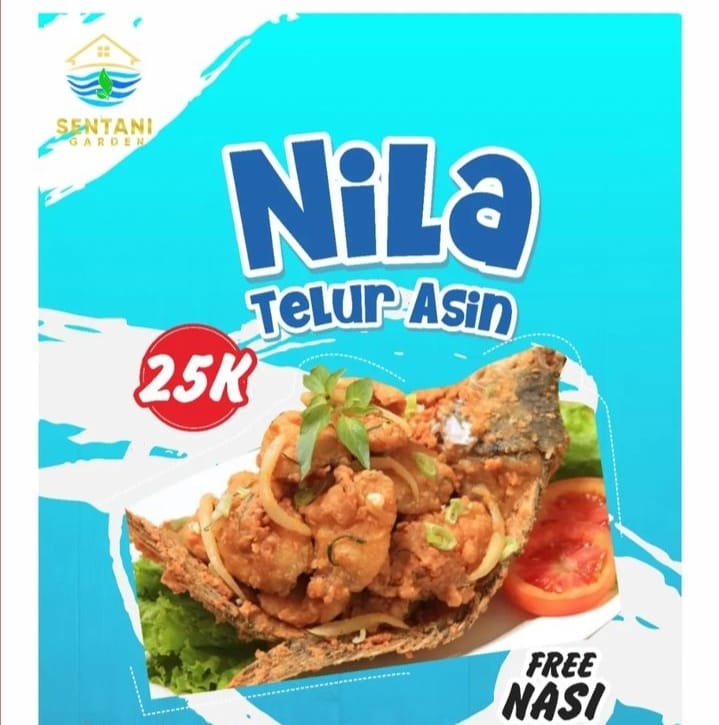 SENTANI
GARDEN
NiLa
TeLur Asin
25K
FREE
NASI